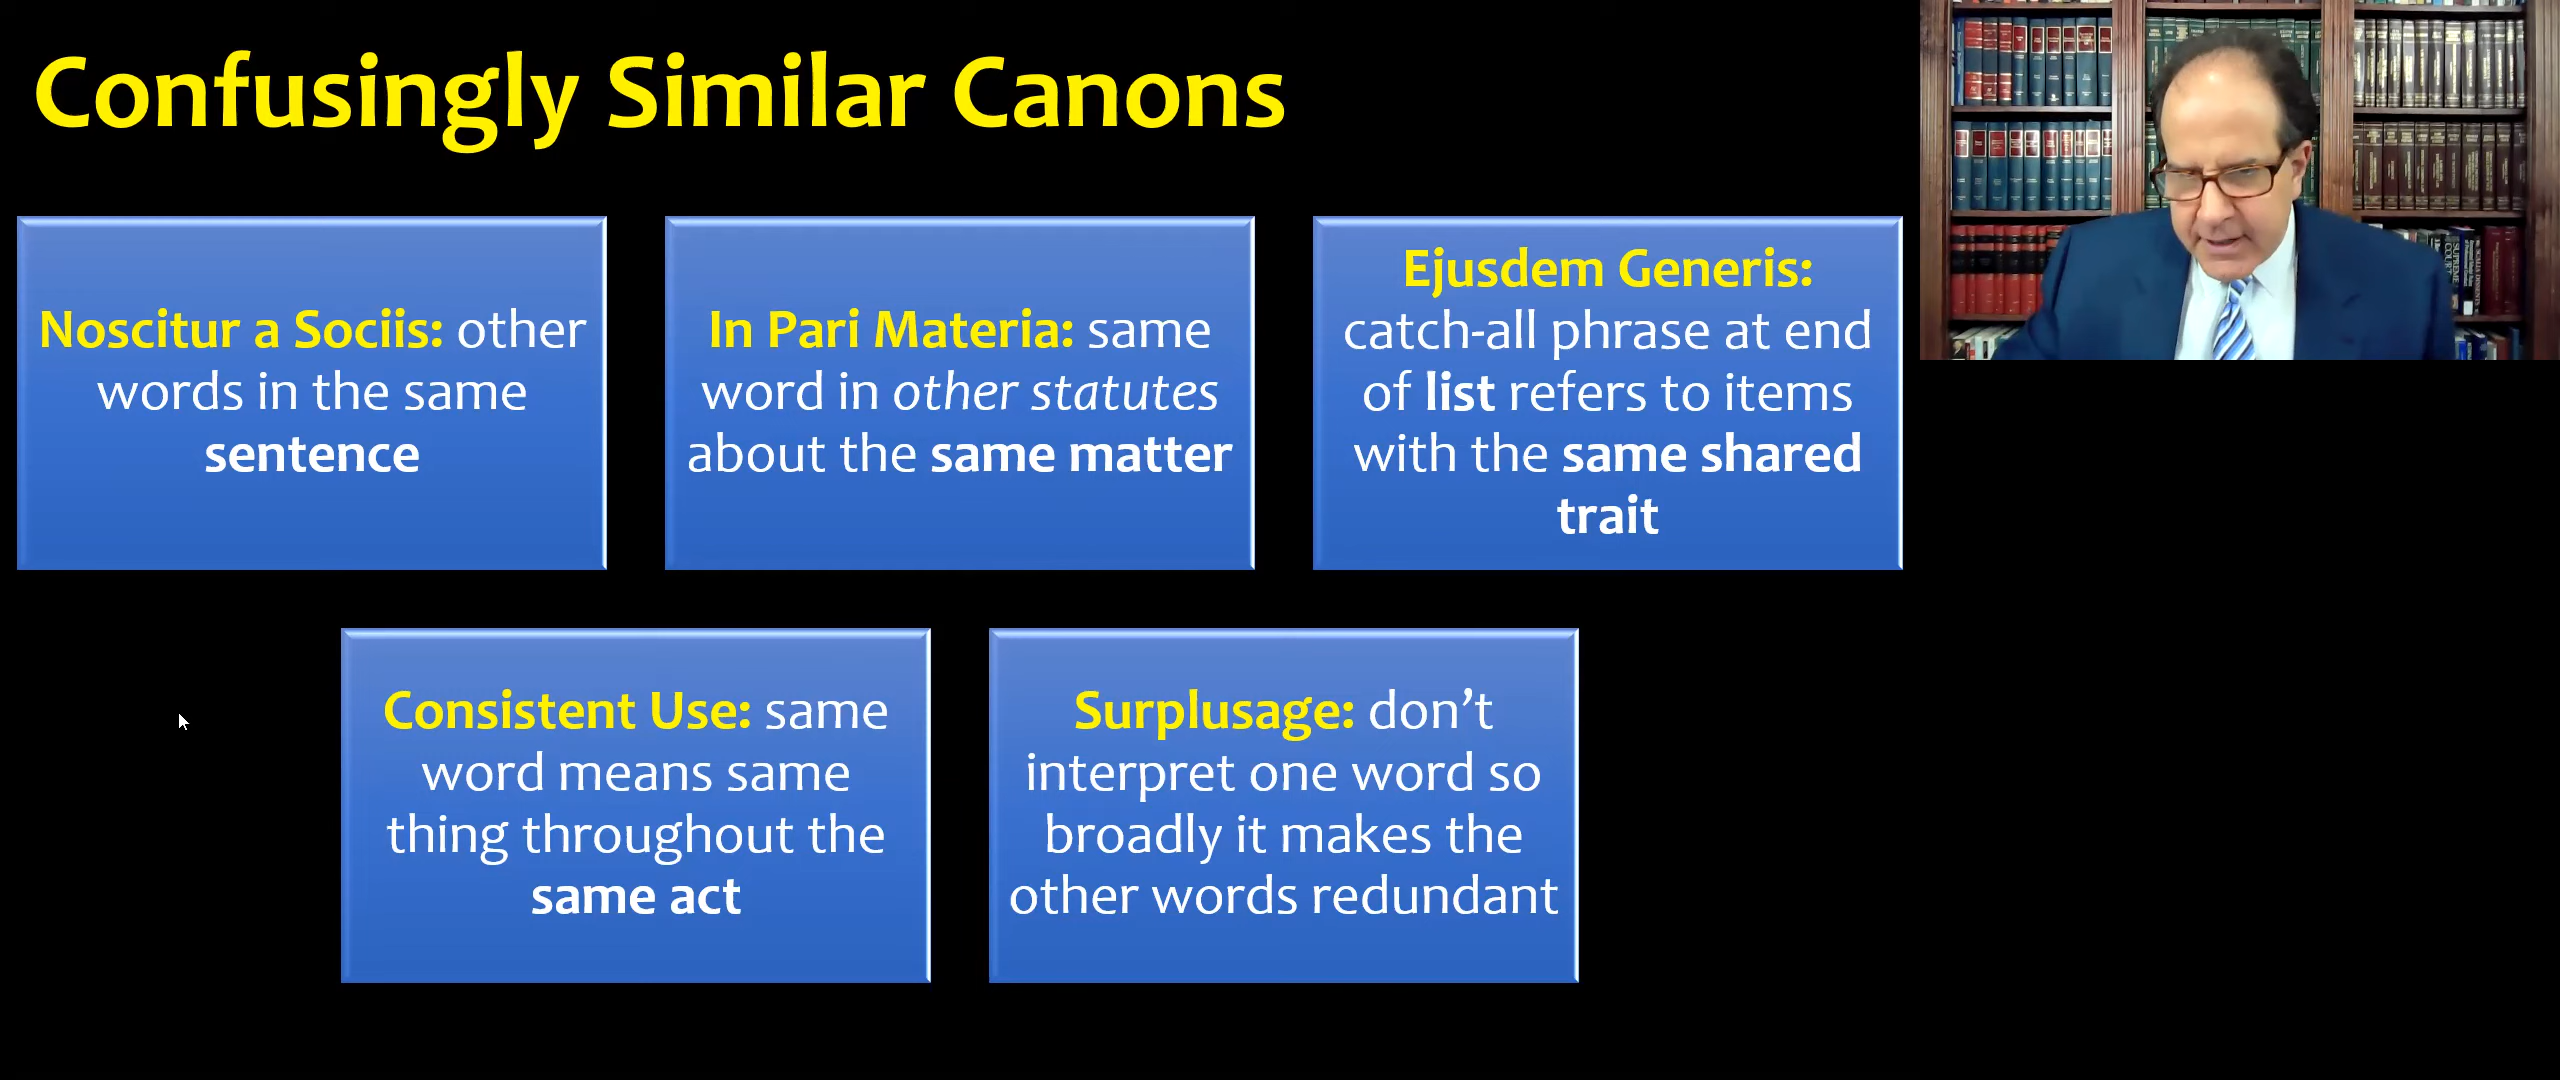 Confusingly Similar Canons
Noscitur a Sociis: other
words in the same
sentence
In Pari Materia: same
word in other statutes
about the same matter
Ejusdem Generis:
catch-all phrase at end
of list refers to items
with the same shared
trait
Consistent Use: same
word means same
thing throughout the
same act
Surplusage: don’t
interpret one word so
broadly it makes the
other words redundant